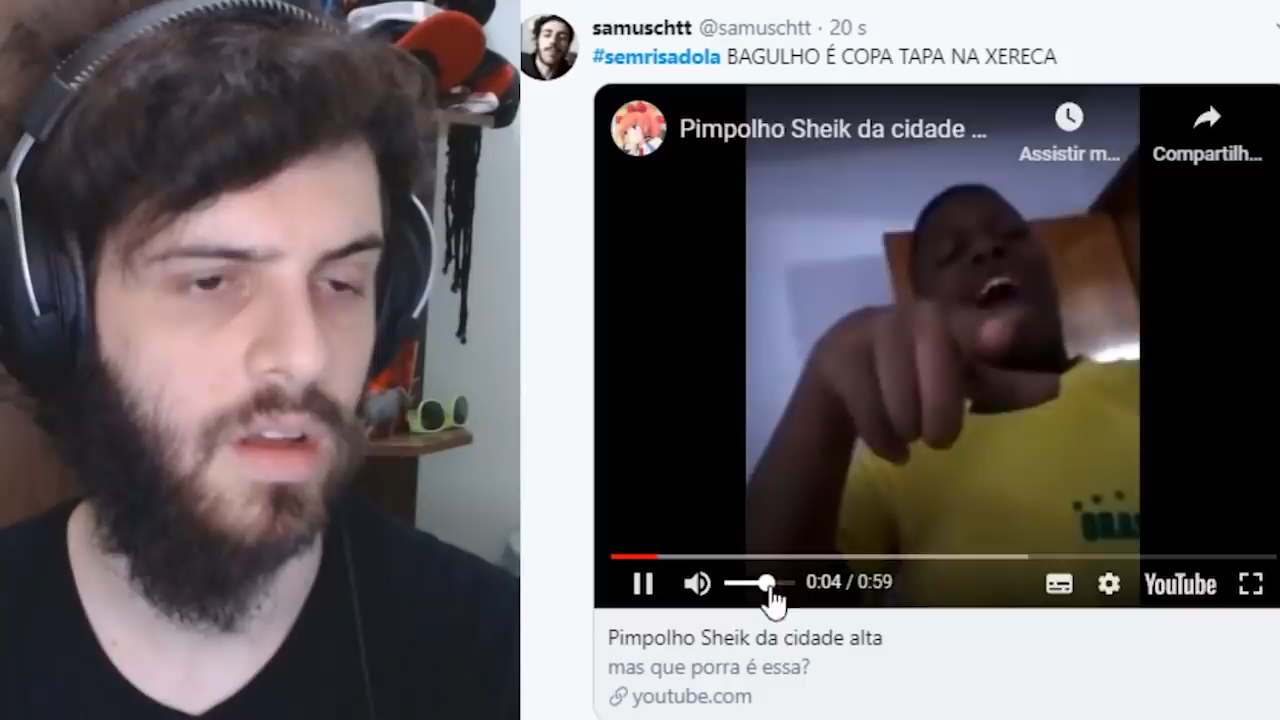 samuschtt @samuschtt · 20 s
#semrisadola BAGULHO É COPA TAPA NA XERECA
Pimpolho Sheik da cidade ...
Assistir m...
Compartilh...
0:04 / 0:59
YouTube
Pimpolho Sheik da cidade alta
mas que porra é essa?
youtube.com